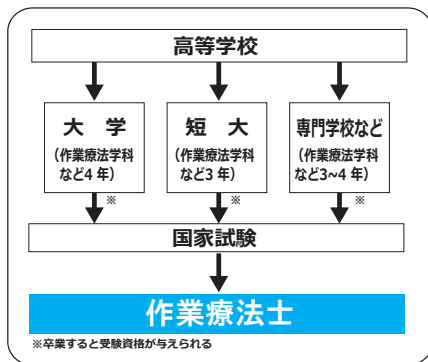 高等学校
大 学
(作業療法学科
など4 年)
短 大
(作業療法学科
など3 年)
専門学校など
(作業療法学科
など3~4 年)
※
※
※
国家試験
作業療法士
※卒業すると受験資格が与えられる